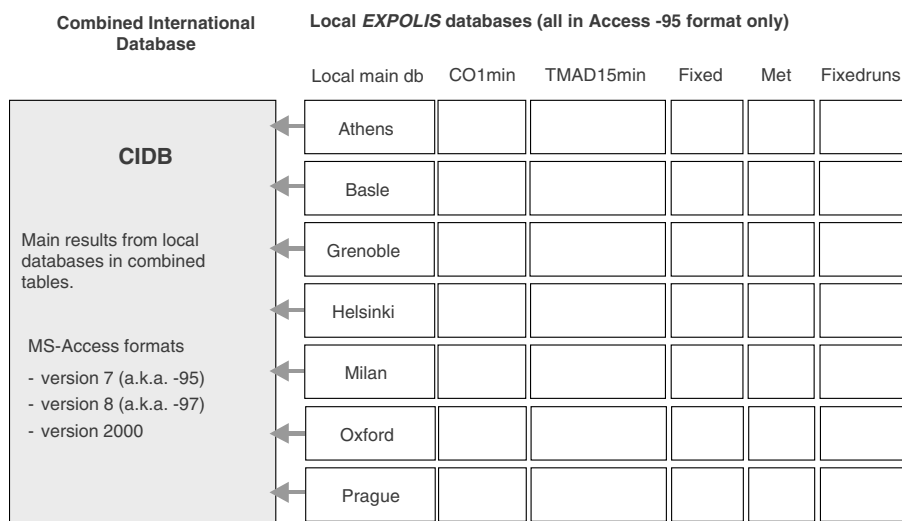 Combined International
Database
Local EXPOLIS databases (all in Access -95 format only)
Local main db CO1min TMAD15min Fixed Met Fixedruns
CIDB
Main results from local
databases in combined
tables.
MS-Access formats
- version 7 (a.k.a. -95)
- version 8 (a.k.a. -97)
- version 2000
Athens
Basle
Grenoble
Helsinki
Milan
Oxford
Prague